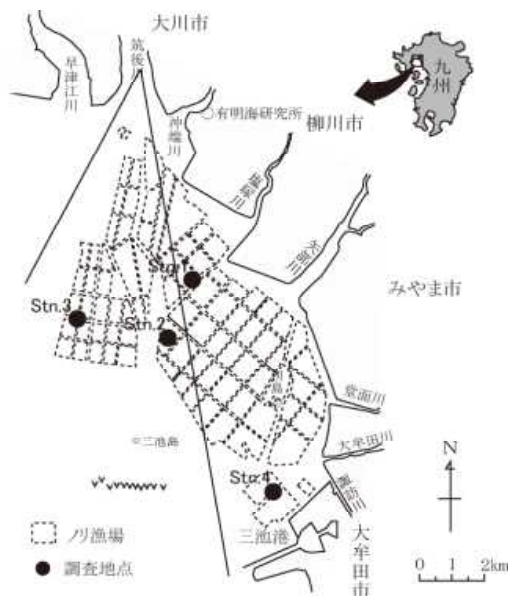 大川市
筑後
早津江川
沖端川
有明海研究所
柳川市
九州
塩塚川
矢部川
みやま市
Stn.1
Stn.3
Stn.2
堂面川
大牟田川
三池島
諏訪川
Stn.4
三池港
大牟田市
N
ノリ漁場
調査地点
0 1 2km